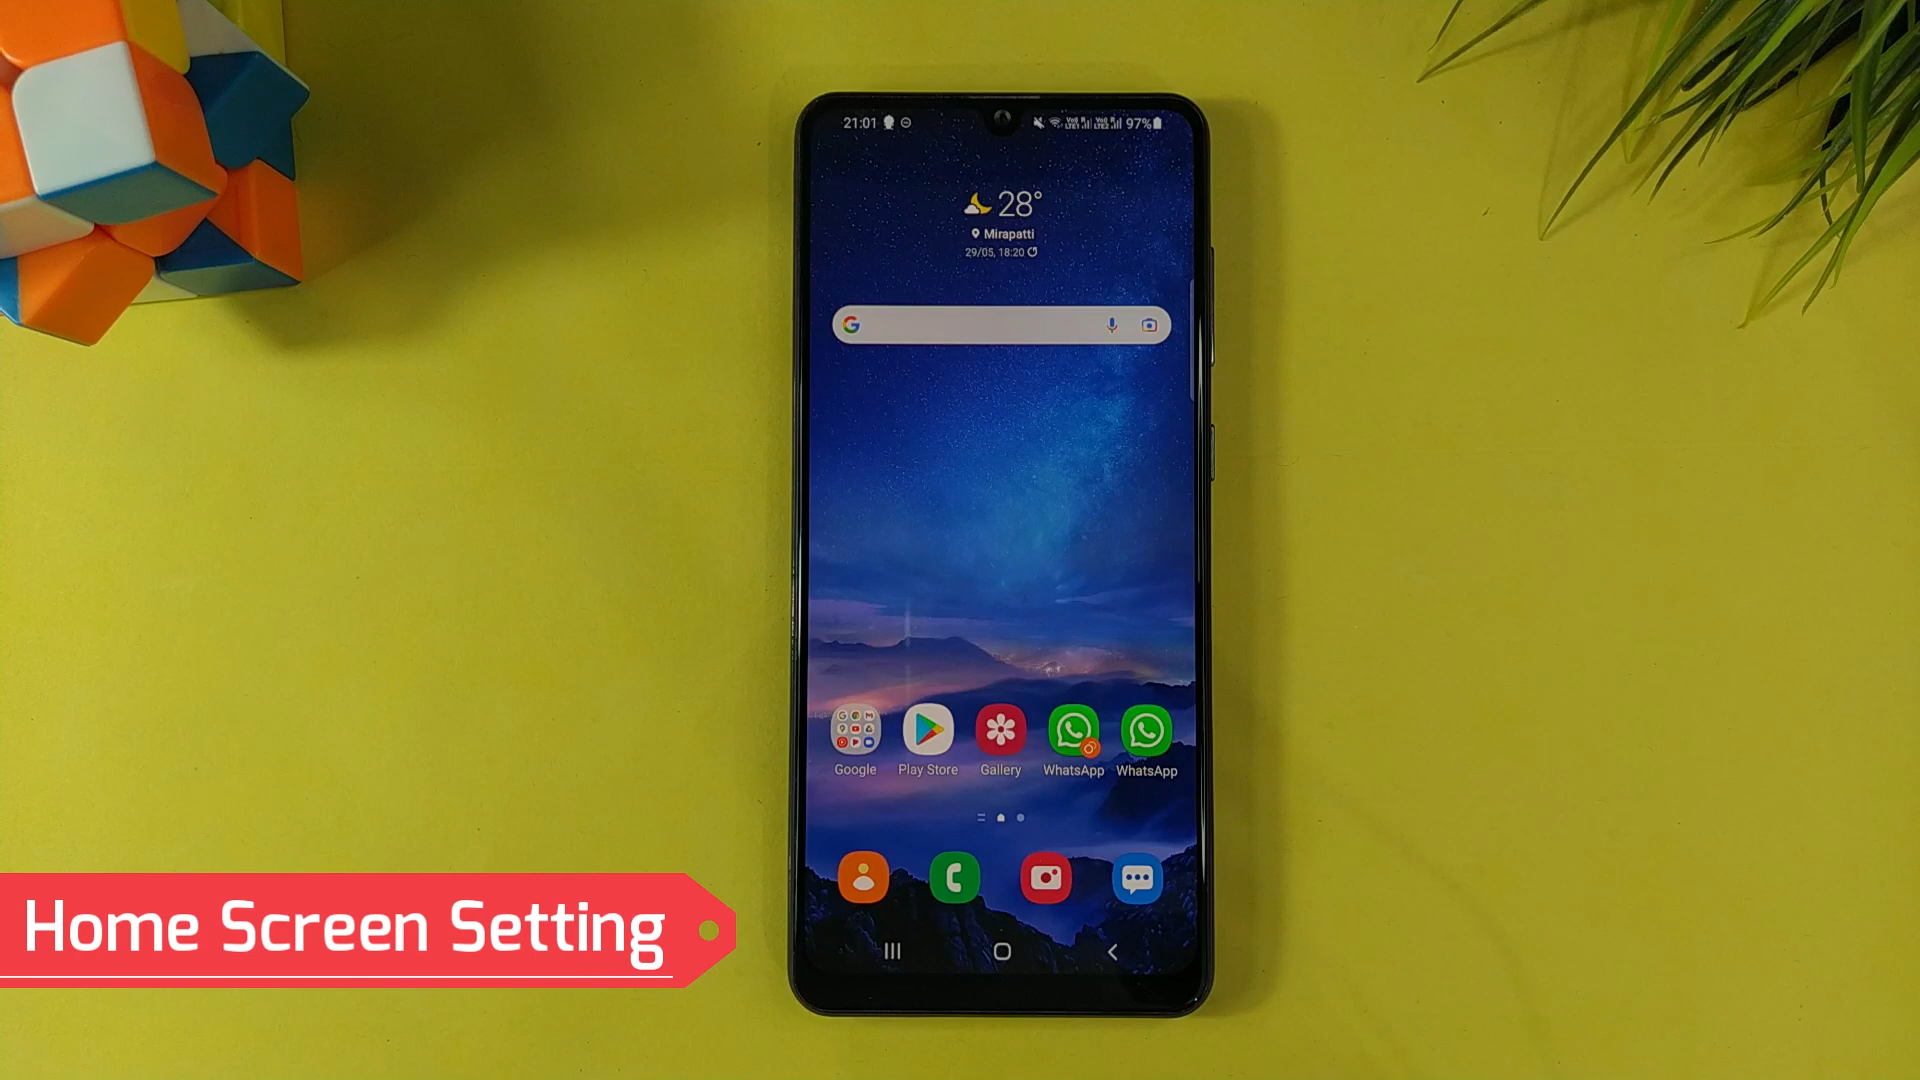 21:01
97%
28°
Mirapatti
29/05, 18:20
Google
Play Store
Gallery
WhatsApp
WhatsApp
Home Screen Setting